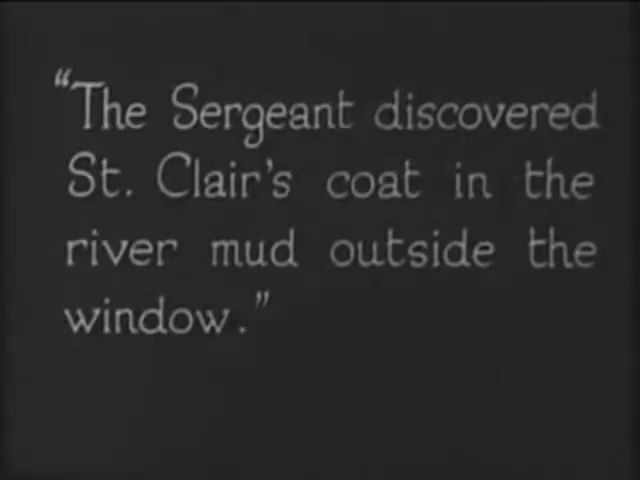 “The Sergeant discovered
St. Clair's coat in the
river mud outside the
window.”